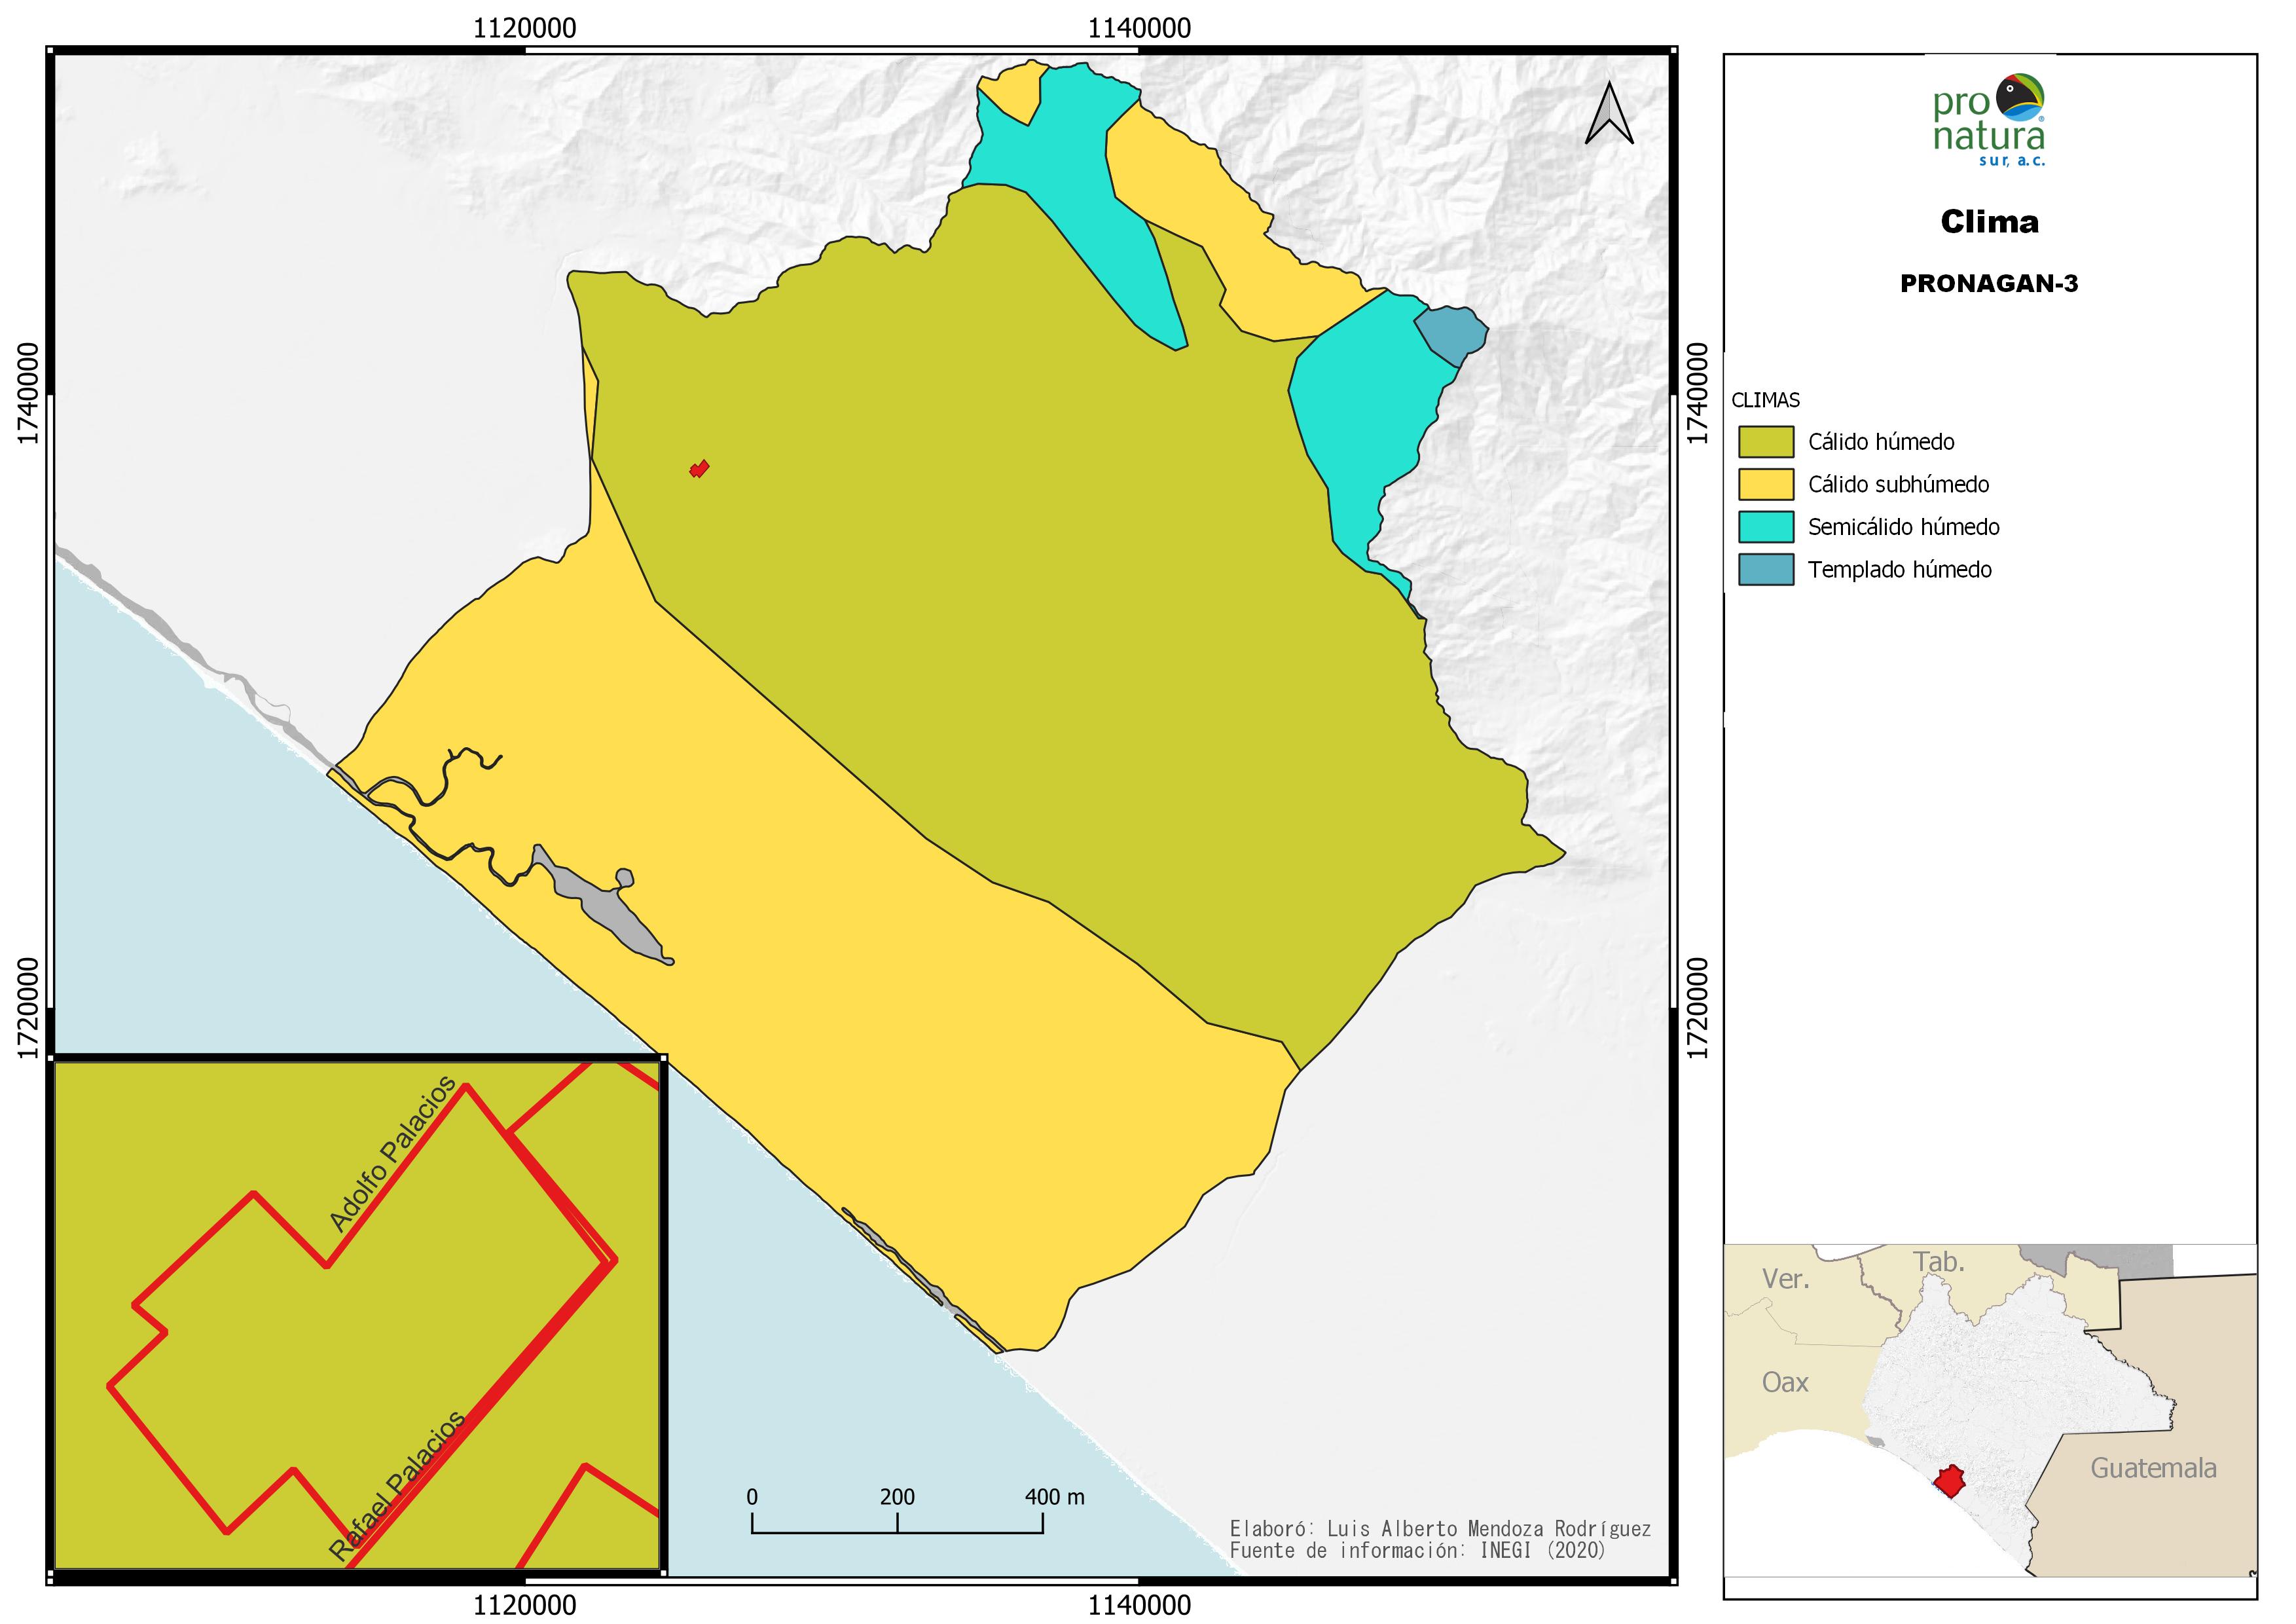 1120000
1140000
1740000
1720000
1740000
1720000
1120000
1140000
Adolfo Palacios
Rafael Palacios
0
200
400 m
Elaboró: Luis Alberto Mendoza Rodríguez
Fuente de información: INEGI (2020)
pro
natura
®
sur, a.c.
Clima
PRONAGAN-3
CLIMAS
Cálido húmedo
Cálido subhúmedo
Semicálido húmedo
Templado húmedo
Ver.
Tab.
Oax
Guatemala